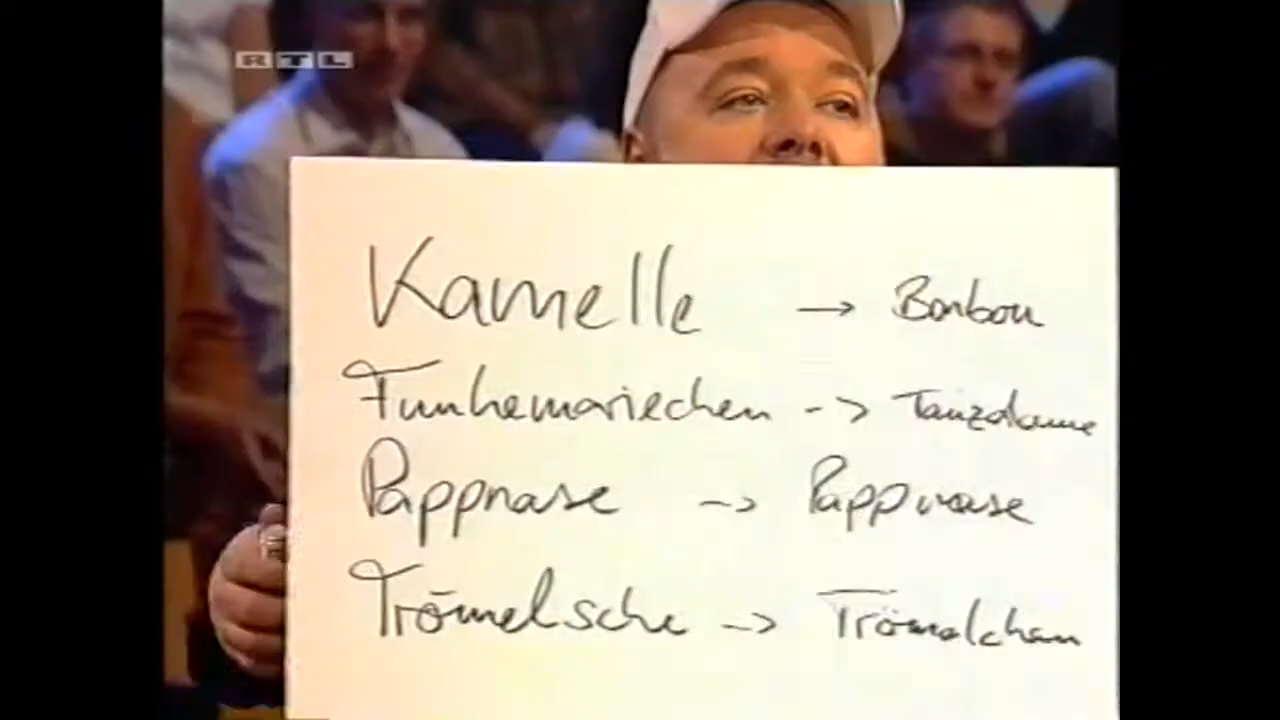 RTL
Kamelle → Bonbon
Funkemariechen -> Tanzdame
Pappnase -> Pappnase
Trömelsche -> Trömelchen